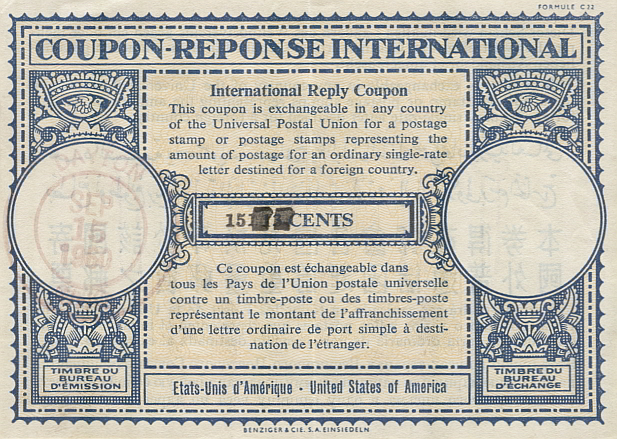 FORMULE C 22
COUPON-REPONSE INTERNATIONAL
International Reply Coupon
This coupon is exchangeable in any country
of the Universal Postal Union for a postage
stamp or postage stamps representing the
amount of postage for an ordinary single-rate
letter destined for a foreign country.
DAYTON
SEP
15
15 CENTS
Ce coupon est échangeable dans
tous les Pays de l'Union postale universelle
contre un timbre-poste ou des timbres-poste
représentant le montant de l'affranchissement
d'une lettre ordinaire de port simple à desti-
nation de l'étranger.
TIMBRE DU
BUREAU
D'ÉMISSION
TIMBRE DU
BUREAU
D'ÉCHANGE
Etats-Unis d'Amérique · United States of America
BENZIGER & CIE. S.A. EINSIEDELN